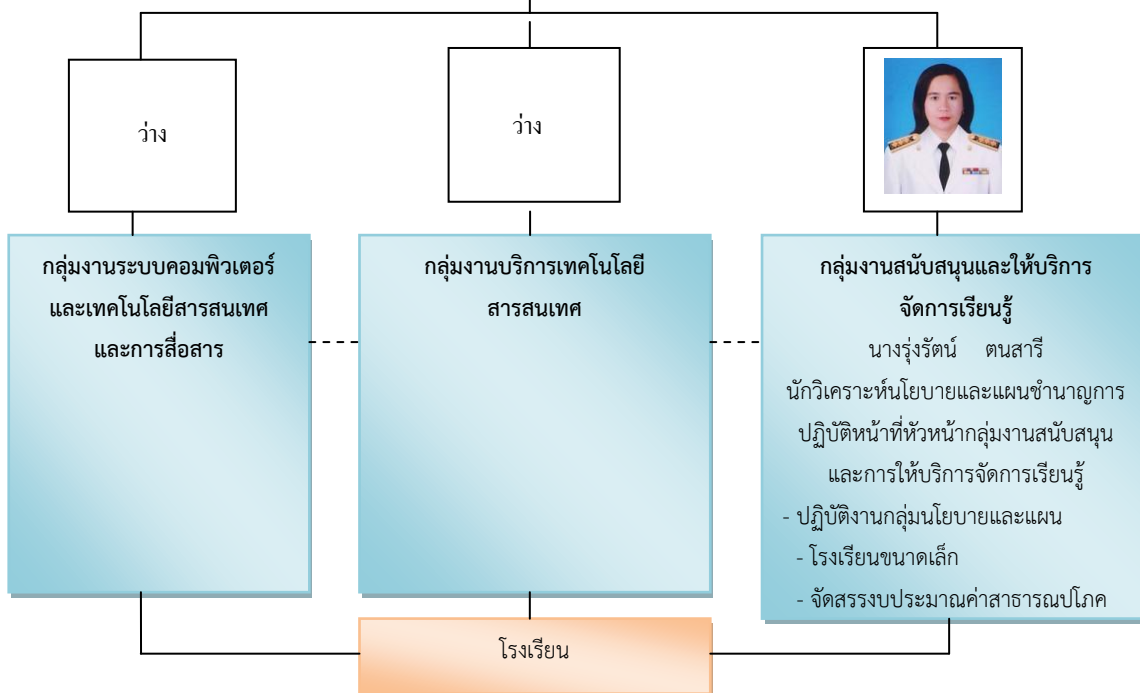 ว่าง
ว่าง
กลุ่มงานระบบคอมพิวเตอร์
และเทคโนโลยีสารสนเทศ
และการสื่อสาร
กลุ่มงานบริการเทคโนโลยี
สารสนเทศ
กลุ่มงานสนับสนุนและให้บริการ
จัดการเรียนรู้
นางรุ่งรัตน์ ตนสารี
นักวิเคราะห์นโยบายและแผนชำนาญการ
ปฏิบัติหน้าที่หัวหน้ากลุ่มงานสนับสนุน
และการให้บริการจัดการเรียนรู้
- ปฏิบัติงานกลุ่มนโยบายและแผน
- โรงเรียนขนาดเล็ก
- จัดสรรงบประมาณค่าสาธารณปโภค
โรงเรียน